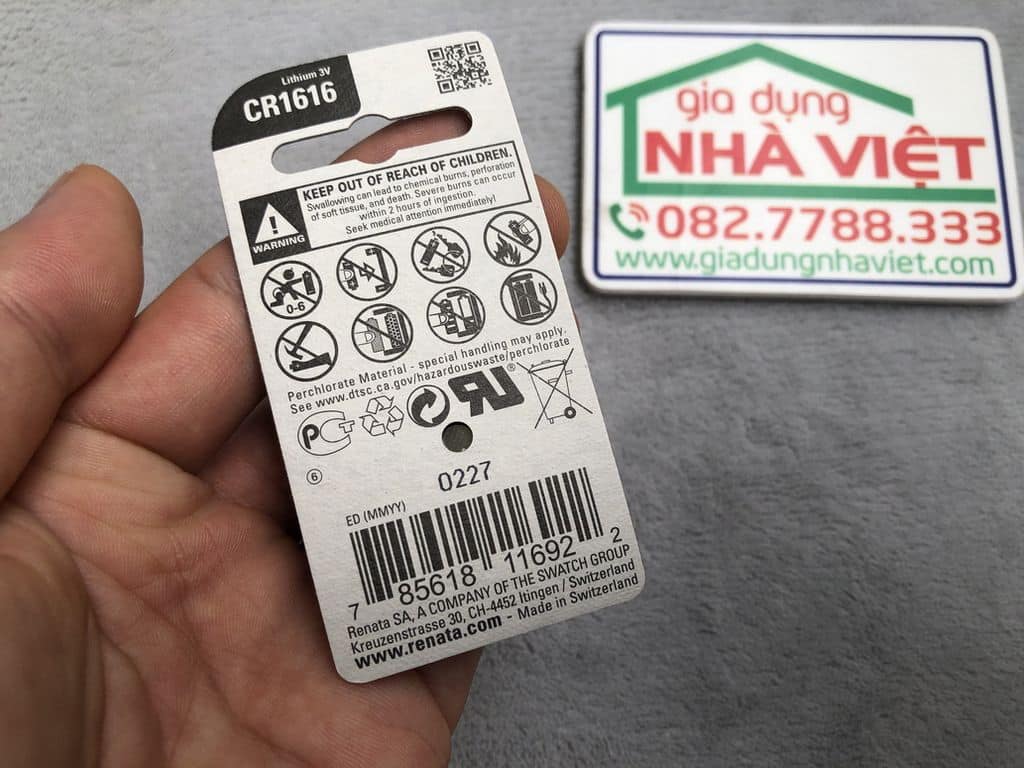 Lithium 3V
CR1616
KEEP OUT OF REACH OF CHILDREN.
Swallowing can lead to chemical burns, perforation
of soft tissue, and death. Severe burns can occur
within 2 hours of ingestion.
Seek medical attention immediately!
WARNING
0-6
Perchlorate Material - special handling may apply.
See www.dtsc.ca.gov/hazardouswaste/perchlorate
6
0227
ED (MMYY)
7 85618 11692 2
Renata SA, A COMPANY OF THE SWATCH GROUP
Kreuzenstrasse 30, CH-4452 Itingen / Switzerland
www.renata.com - Made in Switzerland
gia dụng
NHÀ VIỆT
082.7788.333
www.giadungnhaviet.com